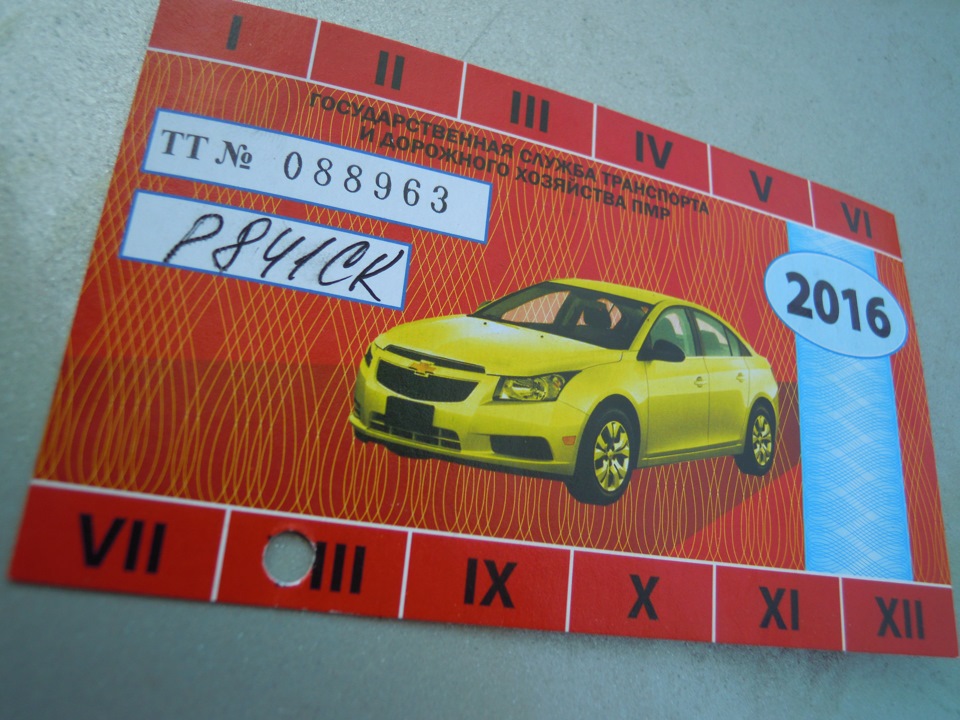 I II III IV V VI
ГОСУДАРСТВЕННАЯ СЛУЖБА ТРАНСПОРТА
И ДОРОЖНОГО ХОЗЯЙСТВА ПМР
ТТ № 088963
Р841СК
2016
VII III IX X XI XII